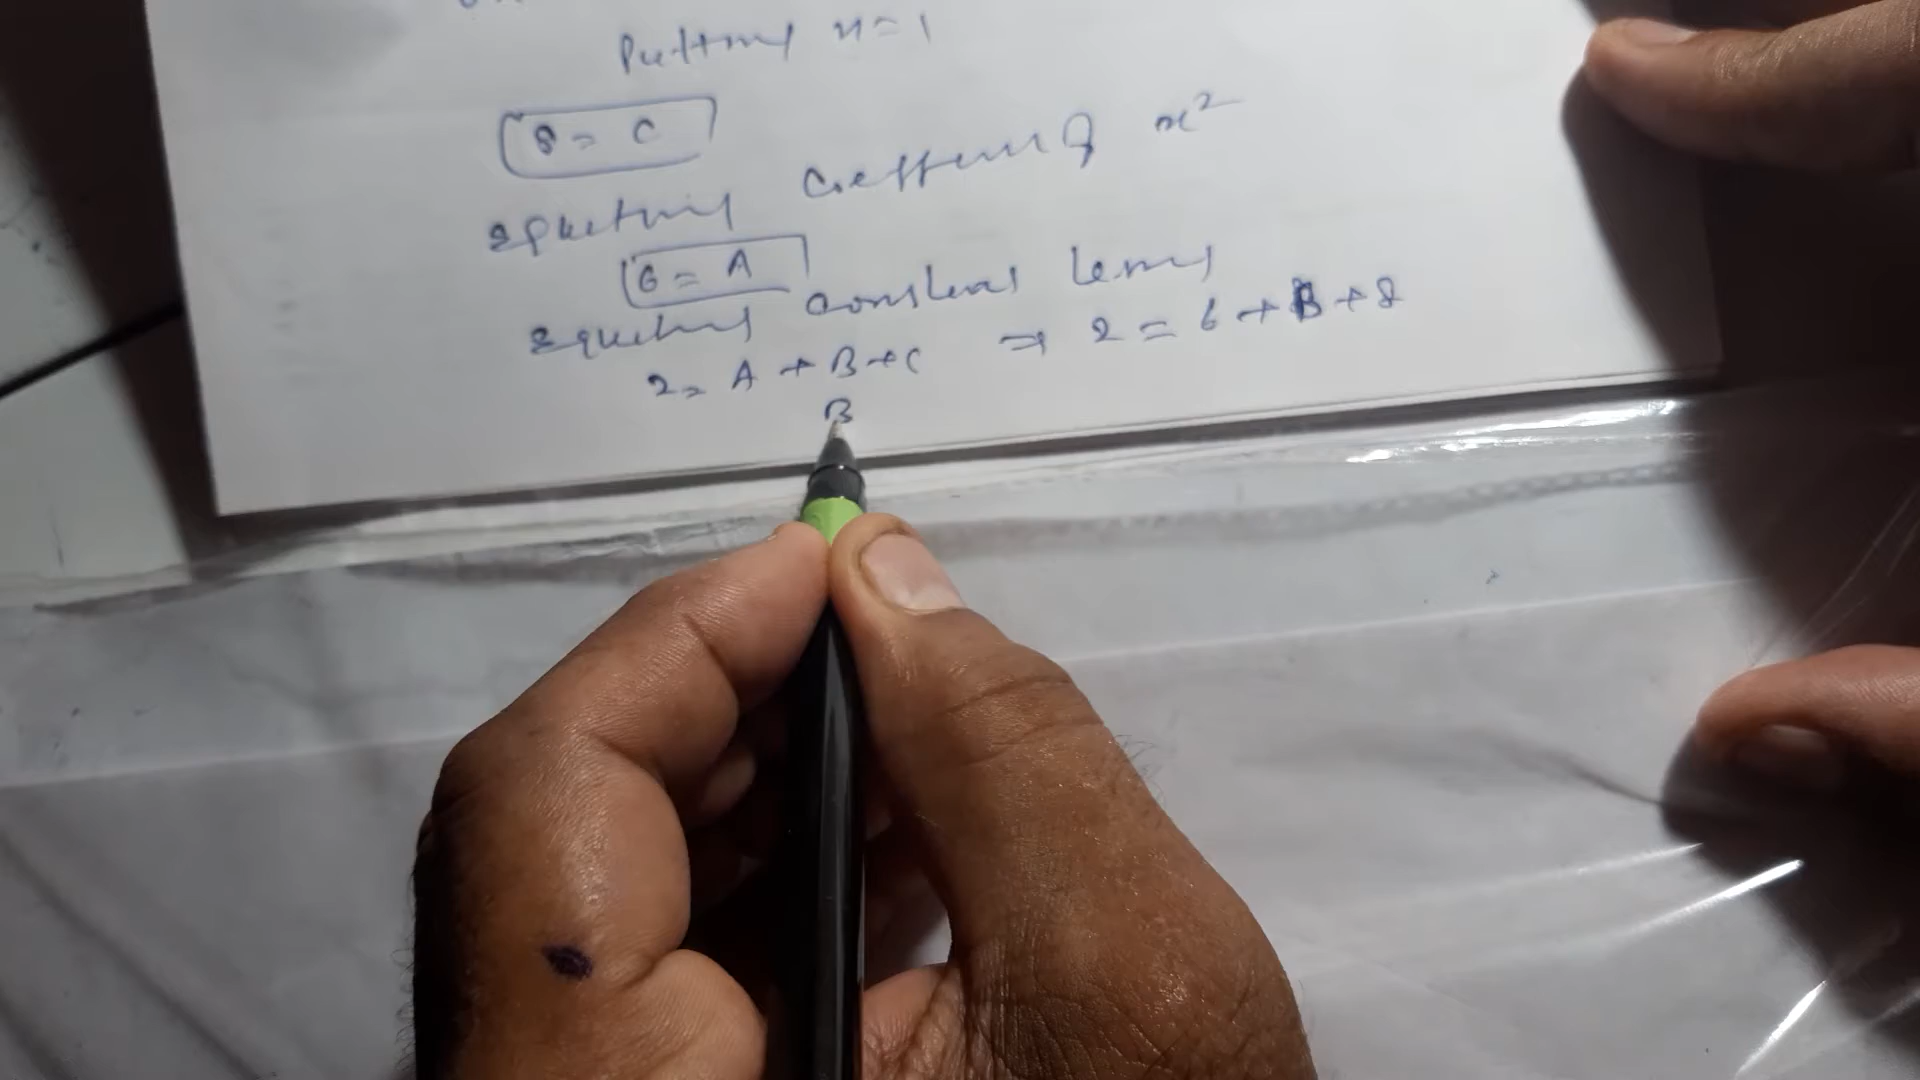 Putting x = 1
8 = C
Equating Coefficient of x²
6 = A
Equating constant terms
2 = A + B + C ⇒ 2 = 6 + B + 8
B